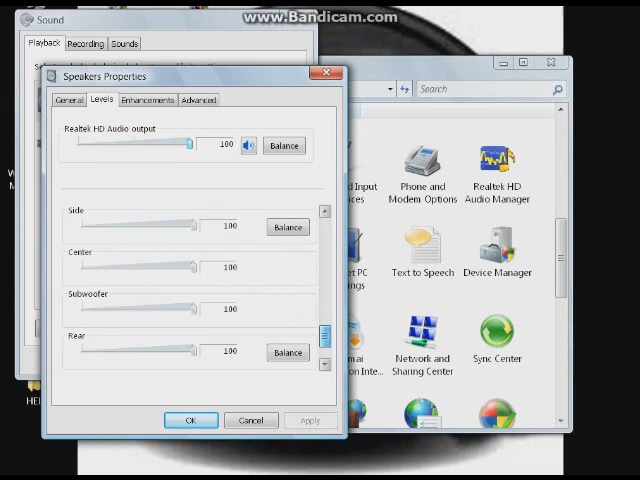 www.Bandicam.com
Sound
Playback
Recording
Sounds
Speakers Properties
General
Levels
Enhancements
Advanced
Realtek HD Audio output
100
Balance
Side
100
Balance
Center
100
Subwoofer
100
Rear
100
Balance
OK
Cancel
Apply
Search
Phone and
Modem Options
Realtek HD
Audio Manager
Text to Speech
Device Manager
Network and
Sharing Center
Sync Center